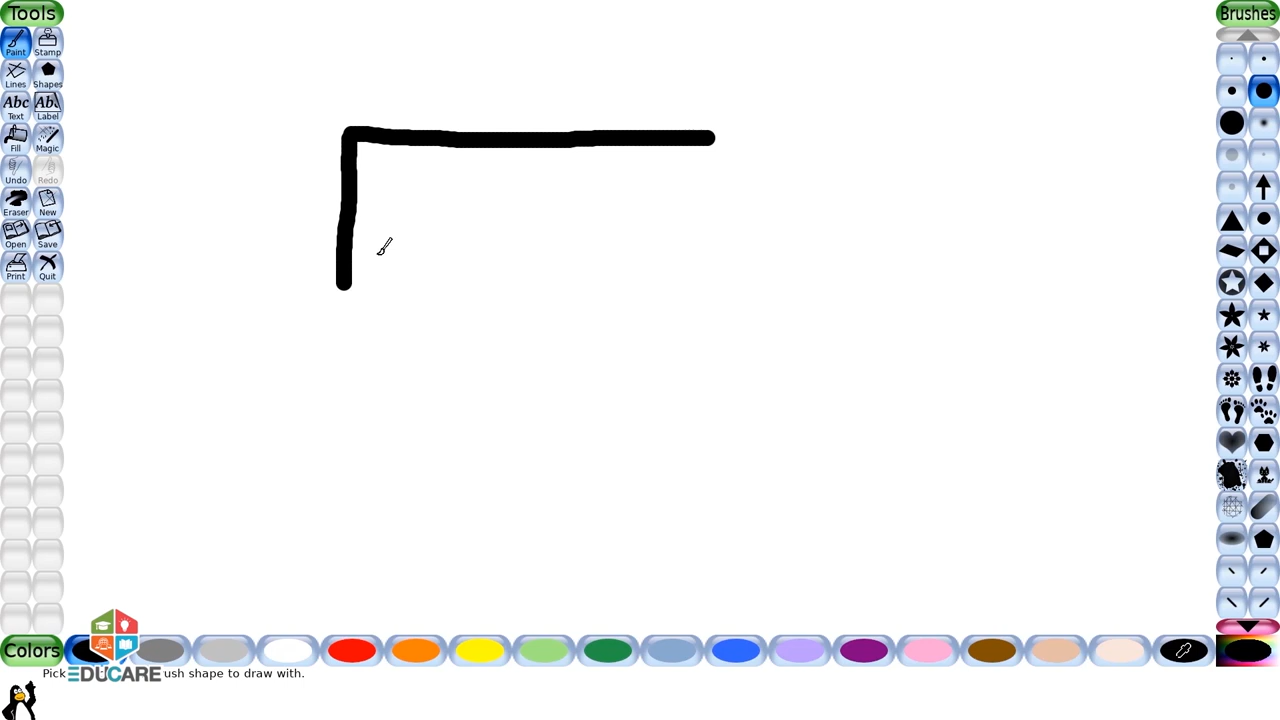 Tools
Brushes
Paint
Stamp
Lines
Shapes
Abc
Text
Abc
Label
Fill
Magic
Undo
Redo
Eraser
New
Open
Save
Print
Quit
Colors
Pick
EDUCARE
ush shape to draw with.